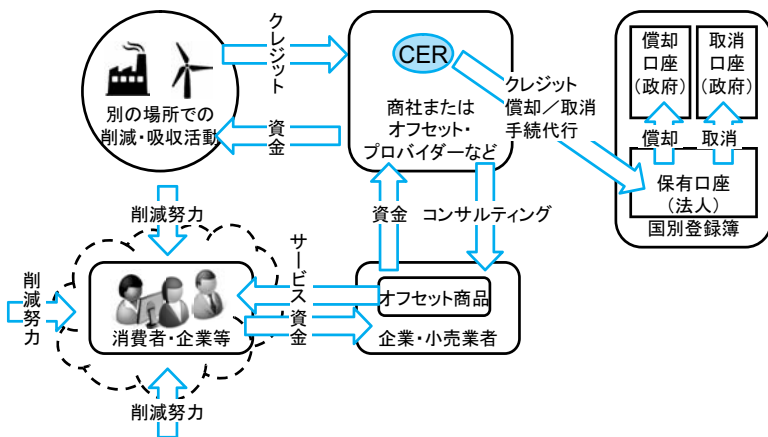 別の場所での
削減・吸収活動
クレジット
資金
CER
商社または
オフセット・
プロバイダーなど
クレジット
償却／取消
手続代行
償却
口座
（政府）
取消
口座
（政府）
償却
取消
保有口座
（法人）
国別登録簿
削減努力
資金
コンサルティング
削減努力
消費者・企業等
サービス
資金
オフセット商品
企業・小売業者
削減努力